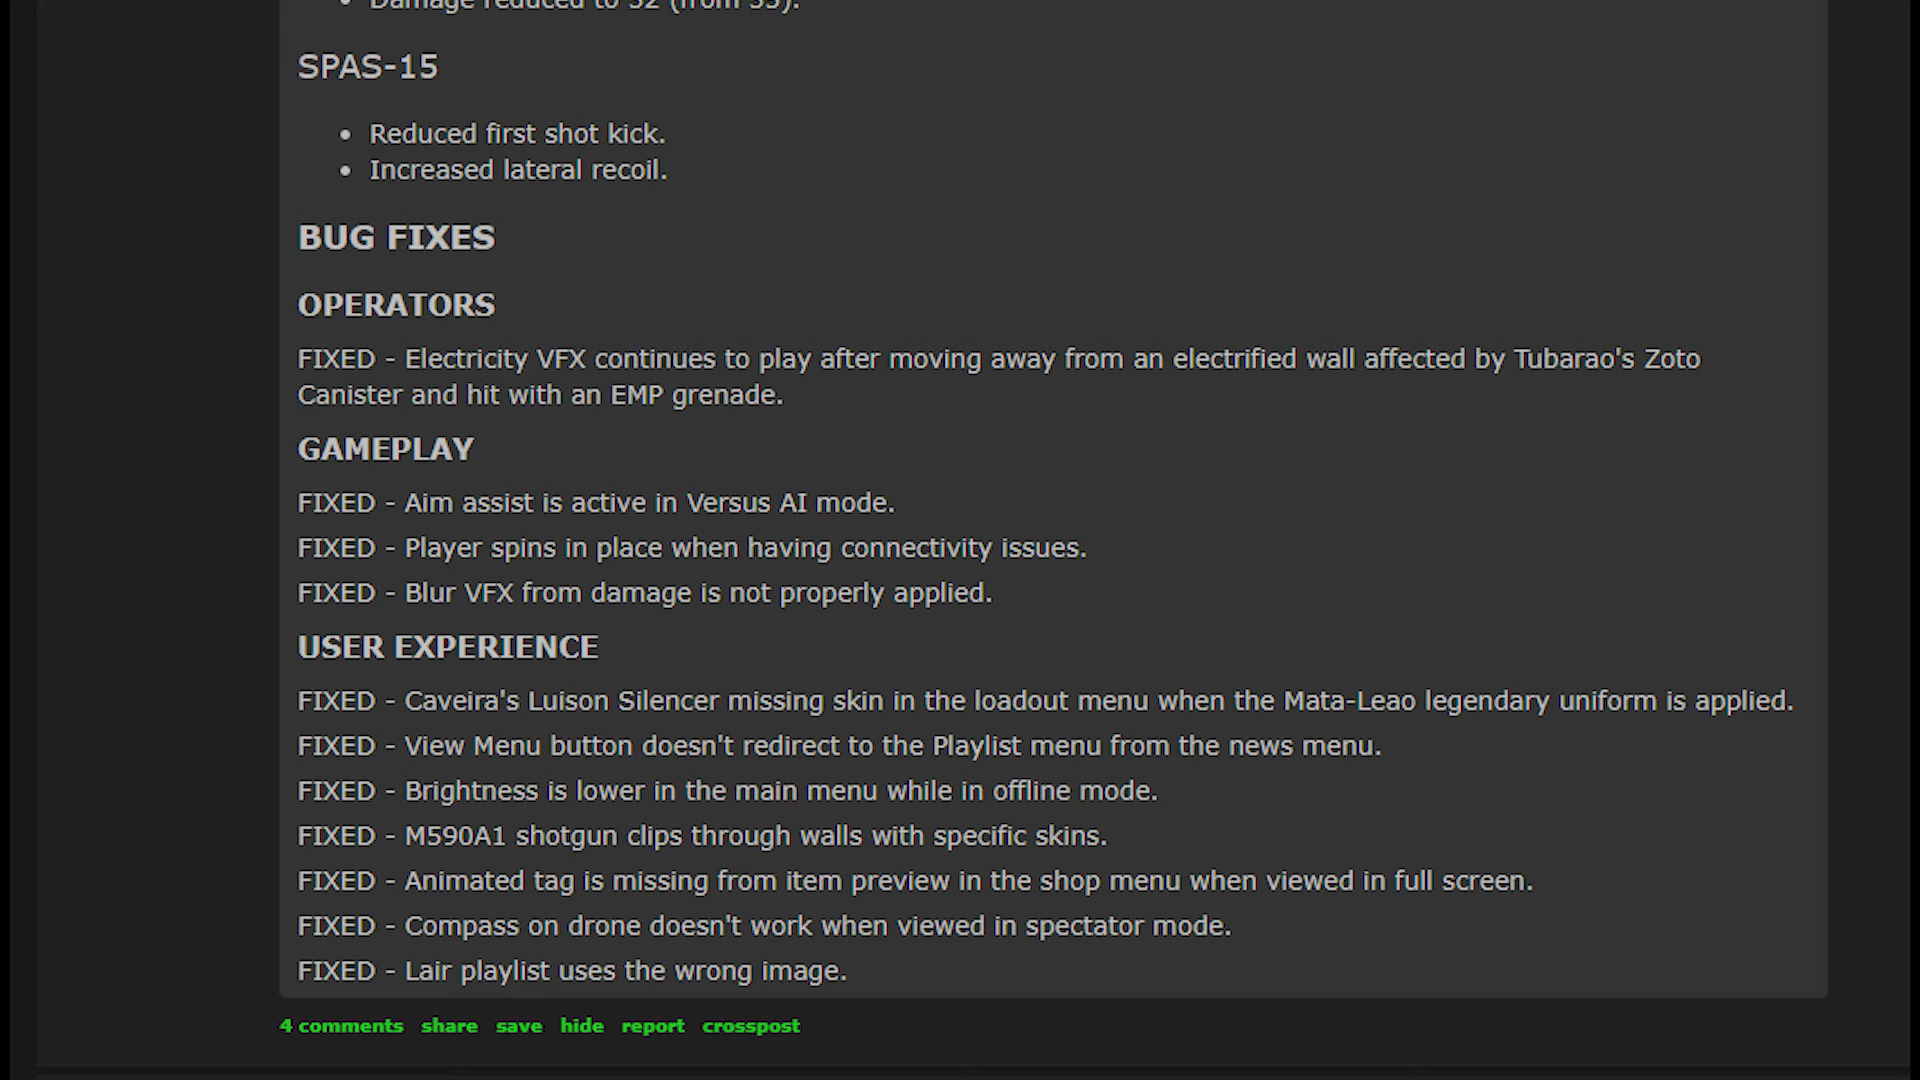 Damage reduced to 32 (from 35).
SPAS-15
• Reduced first shot kick.
• Increased lateral recoil.
BUG FIXES
OPERATORS
FIXED - Electricity VFX continues to play after moving away from an electrified wall affected by Tubarao's Zoto
Canister and hit with an EMP grenade.
GAMEPLAY
FIXED - Aim assist is active in Versus AI mode.
FIXED - Player spins in place when having connectivity issues.
FIXED - Blur VFX from damage is not properly applied.
USER EXPERIENCE
FIXED - Caveira's Luison Silencer missing skin in the loadout menu when the Mata-Leao legendary uniform is applied.
FIXED - View Menu button doesn't redirect to the Playlist menu from the news menu.
FIXED - Brightness is lower in the main menu while in offline mode.
FIXED - M590A1 shotgun clips through walls with specific skins.
FIXED - Animated tag is missing from item preview in the shop menu when viewed in full screen.
FIXED - Compass on drone doesn't work when viewed in spectator mode.
FIXED - Lair playlist uses the wrong image.
4 comments share save hide report crosspost